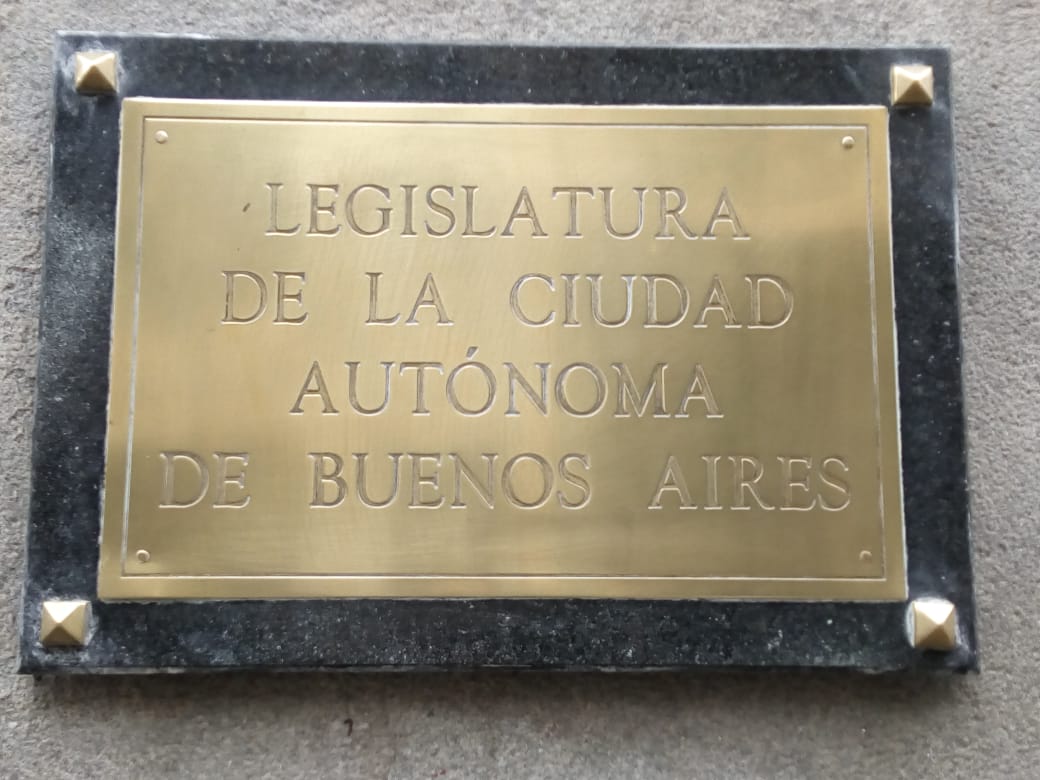 LEGISLATURA
DE LA CIUDAD
AUTÓNOMA
DE BUENOS AIRES